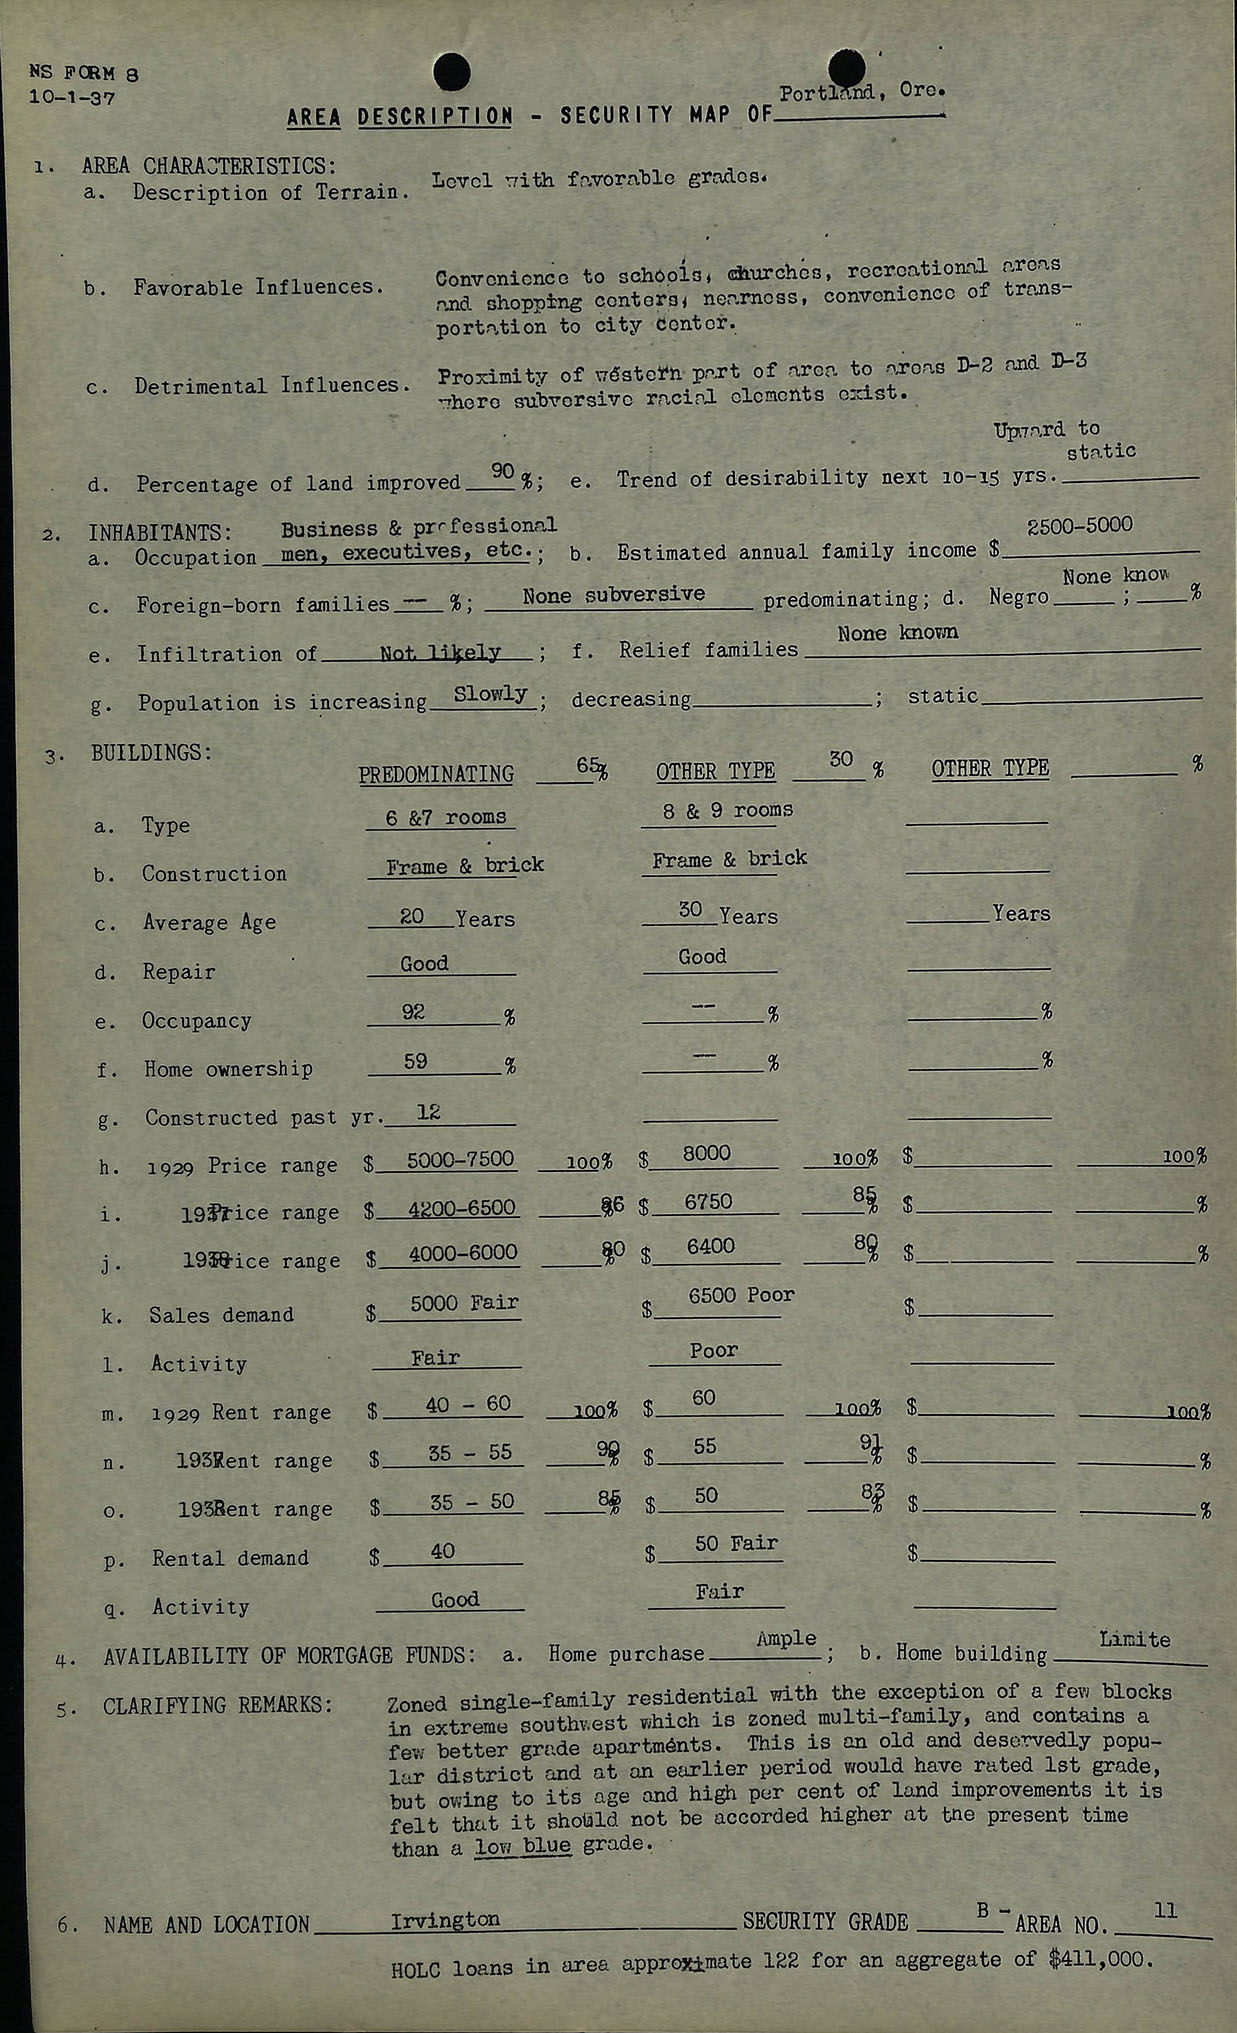 NS FORM 8
10-1-37
AREA DESCRIPTION - SECURITY MAP OF Portland, Ore.
1. AREA CHARACTERISTICS:
a. Description of Terrain. Level with favorable grades.
b. Favorable Influences. Convenience to schools, churches, recreational areas
and shopping centers, nearness, convenience of trans-
portation to city center.
c. Detrimental Influences. Proximity of western part of area to areas D-2 and D-3
where subversive racial elements exist.
d. Percentage of land improved 90 %; e. Trend of desirability next 10-15 yrs. Upward to static
2. INHABITANTS:
a. Occupation Business & professional men, executives, etc.; b. Estimated annual family income $ 2500-5000
c. Foreign-born families -- %; None subversive predominating; d. Negro None know ; %
e. Infiltration of Not likely ; f. Relief families None known
g. Population is increasing Slowly ; decreasing ; static
3. BUILDINGS:
PREDOMINATING 65% OTHER TYPE 30 % OTHER TYPE %
a. Type 6 &7 rooms 8 & 9 rooms
b. Construction Frame & brick Frame & brick
c. Average Age 20 Years 30 Years Years
d. Repair Good Good
e. Occupancy 92 % -- % %
f. Home ownership 59 % -- % %
g. Constructed past yr. 12
h. 1929 Price range $ 5000-7500 100% $ 8000 100% $ 100%
i. 1937 Price range $ 4200-6500 86 % $ 6750 85 % $ %
j. 1938 Price range $ 4000-6000 80 % $ 6400 80 % $ %
k. Sales demand $ 5000 Fair $ 6500 Poor $
l. Activity Fair Poor
m. 1929 Rent range $ 40 - 60 100% $ 60 100% $ 100%
n. 1937 Rent range $ 35 - 55 90 % $ 55 91 % $ %
o. 1938 Rent range $ 35 - 50 85 % $ 50 83 % $ %
p. Rental demand $ 40 $ 50 Fair $
q. Activity Good Fair
4. AVAILABILITY OF MORTGAGE FUNDS: a. Home purchase Ample ; b. Home building Limite
5. CLARIFYING REMARKS: Zoned single-family residential with the exception of a few blocks
in extreme southwest which is zoned multi-family, and contains a
few better grade apartments. This is an old and deservedly popu-
lar district and at an earlier period would have rated 1st grade,
but owing to its age and high per cent of land improvements it is
felt that it should not be accorded higher at the present time
than a low blue grade.
6. NAME AND LOCATION Irvington SECURITY GRADE B - AREA NO. 11
HOLC loans in area approximate 122 for an aggregate of $411,000.